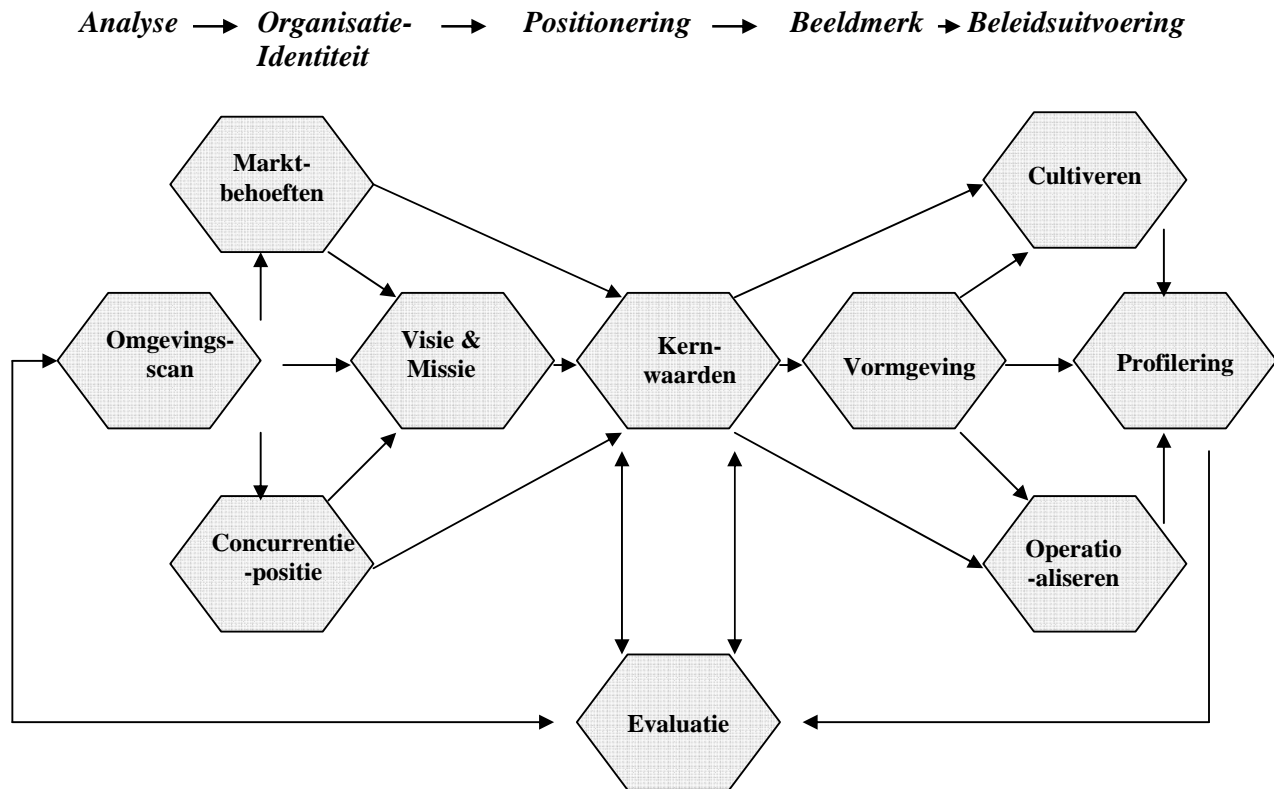 Analyse Organisatie- Positionering Beeldmerk Beleidsuitvoering
Identiteit
Markt-
behoeften
Cultiveren
Omgevings-
scan
Visie &
Missie
Kern-
waarden
Vormgeving
Profilering
Concurrentie
-positie
Operatio
-aliseren
Evaluatie